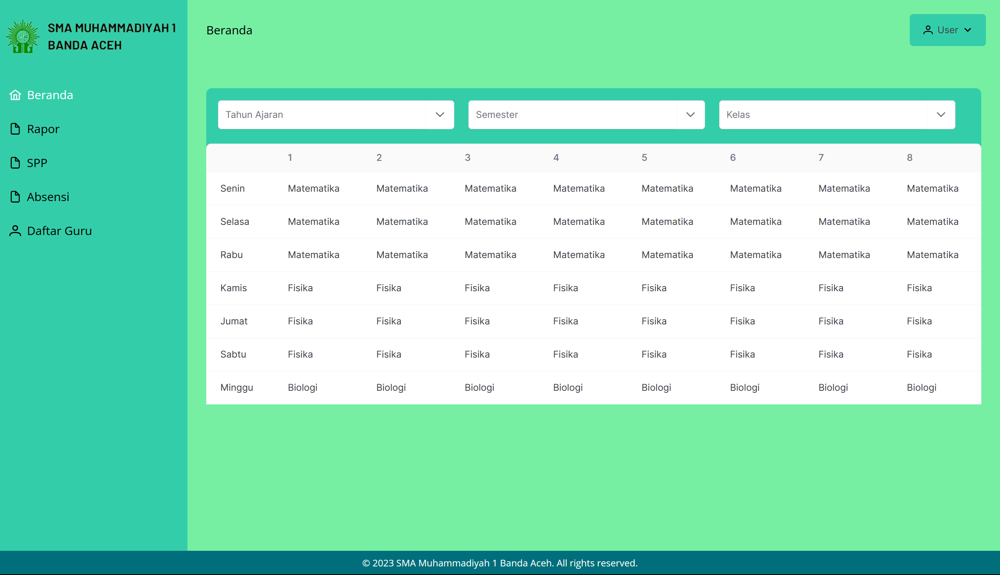 SMA MUHAMMADIYAH 1
BANDA ACEH
Beranda
Rapor
SPP
Absensi
Daftar Guru
Beranda
User
Tahun Ajaran Semester Kelas
1 2 3 4 5 6 7 8
Senin Matematika Matematika Matematika Matematika Matematika Matematika Matematika Matematika
Selasa Matematika Matematika Matematika Matematika Matematika Matematika Matematika Matematika
Rabu Matematika Matematika Matematika Matematika Matematika Matematika Matematika Matematika
Kamis Fisika Fisika Fisika Fisika Fisika Fisika Fisika Fisika
Jumat Fisika Fisika Fisika Fisika Fisika Fisika Fisika Fisika
Sabtu Fisika Fisika Fisika Fisika Fisika Fisika Fisika Fisika
Minggu Biologi Biologi Biologi Biologi Biologi Biologi Biologi Biologi
© 2023 SMA Muhammadiyah 1 Banda Aceh. All rights reserved.